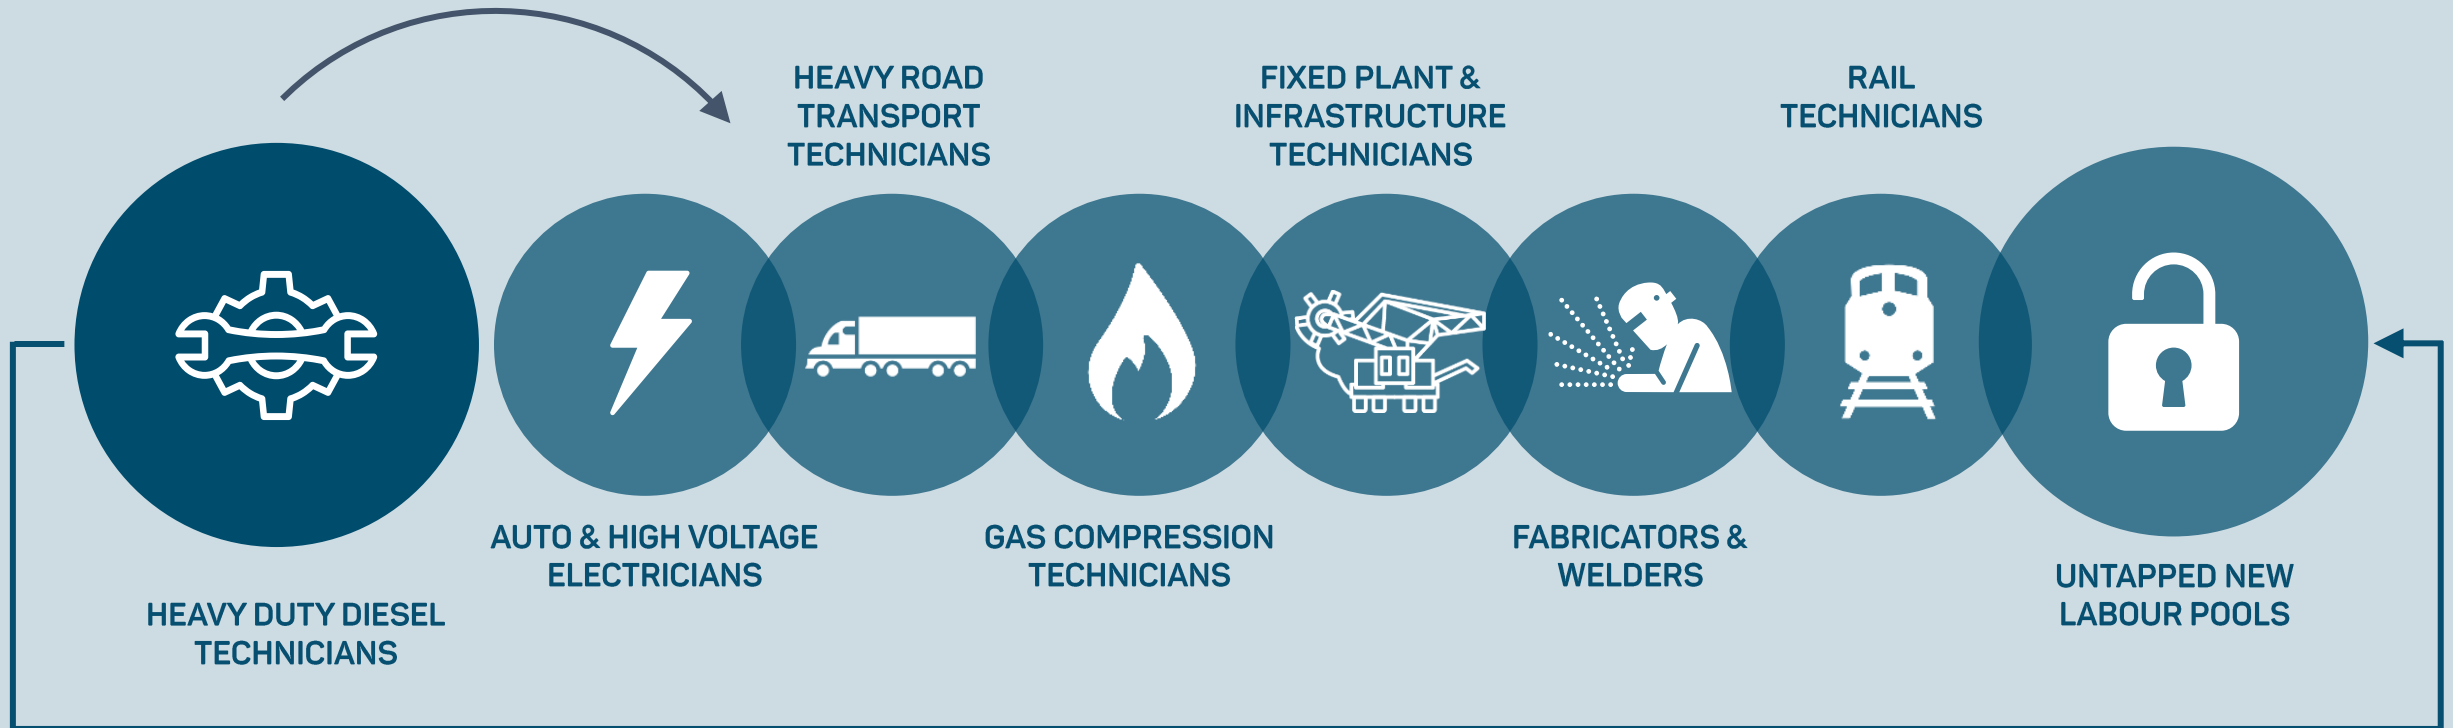 HEAVY DUTY DIESEL
TECHNICIANS
AUTO & HIGH VOLTAGE
ELECTRICIANS
HEAVY ROAD
TRANSPORT
TECHNICIANS
GAS COMPRESSION
TECHNICIANS
FIXED PLANT &
INFRASTRUCTURE
TECHNICIANS
FABRICATORS &
WELDERS
RAIL
TECHNICIANS
UNTAPPED NEW
LABOUR POOLS